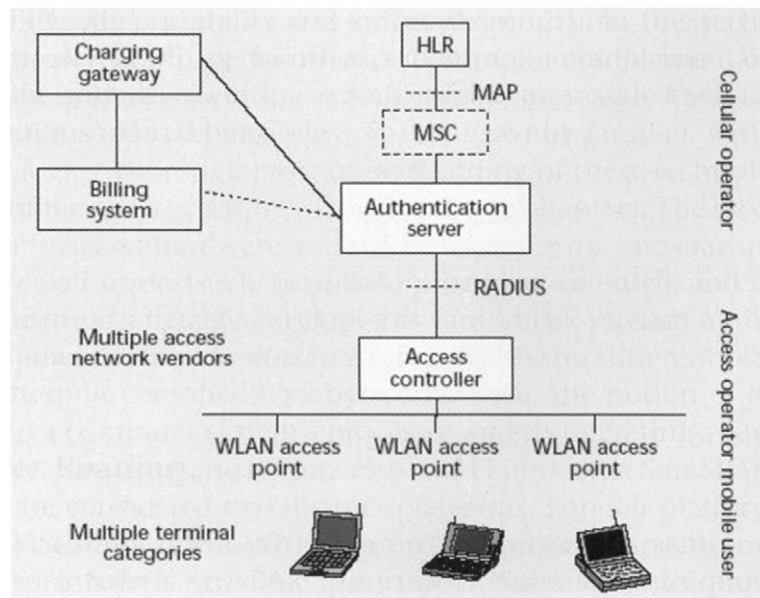 Charging
gateway
HLR
MAP
MSC
Billing
system
Authentication
server
RADIUS
Multiple access
network vendors
Access
controller
WLAN access
point
WLAN access
point
WLAN access
point
Multiple terminal
categories
Cellular operator
Access operator mobile user